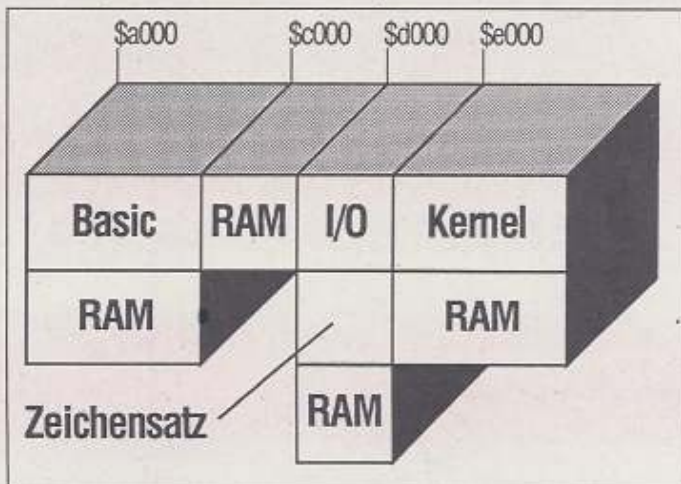 $a000 $c000 $d000 $e000
Basic RAM I/O Kernel
RAM RAM
Zeichensatz RAM